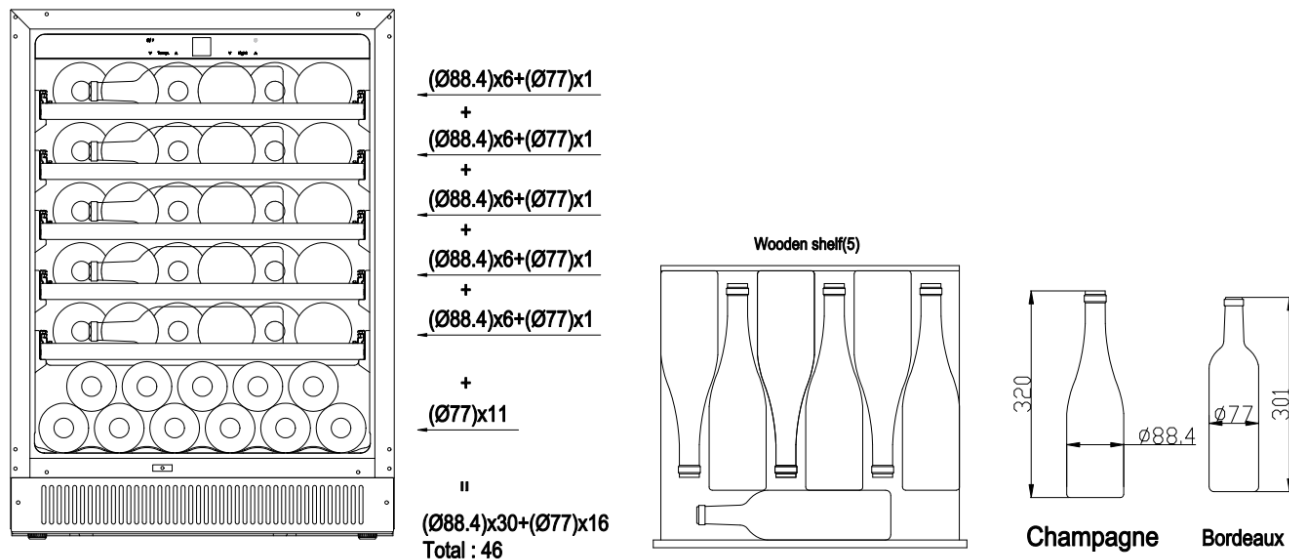 Temp.
Light
(Ø88.4)x6+(Ø77)x1
+
(Ø88.4)x6+(Ø77)x1
+
(Ø88.4)x6+(Ø77)x1
+
(Ø88.4)x6+(Ø77)x1
+
(Ø88.4)x6+(Ø77)x1
+
(Ø77)x11
=
(Ø88.4)x30+(Ø77)x16
Total : 46
Wooden shelf(5)
320
Ø88.4
Champagne
Ø77
301
Bordeaux